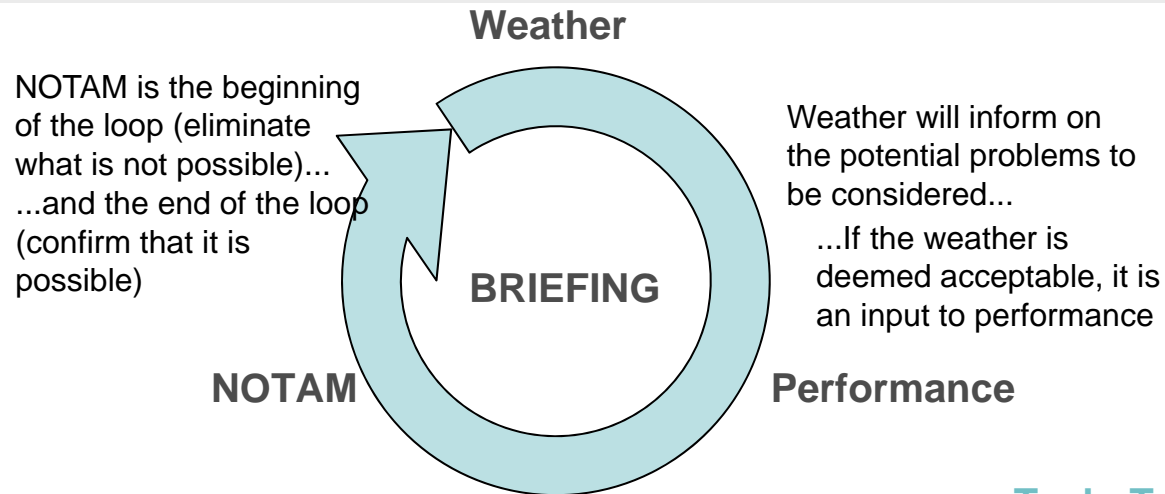 Weather
NOTAM is the beginning
of the loop (eliminate
what is not possible)...
...and the end of the loop
(confirm that it is
possible)
Weather will inform on
the potential problems to
be considered...
...If the weather is
deemed acceptable, it is
an input to performance
BRIEFING
NOTAM
Performance